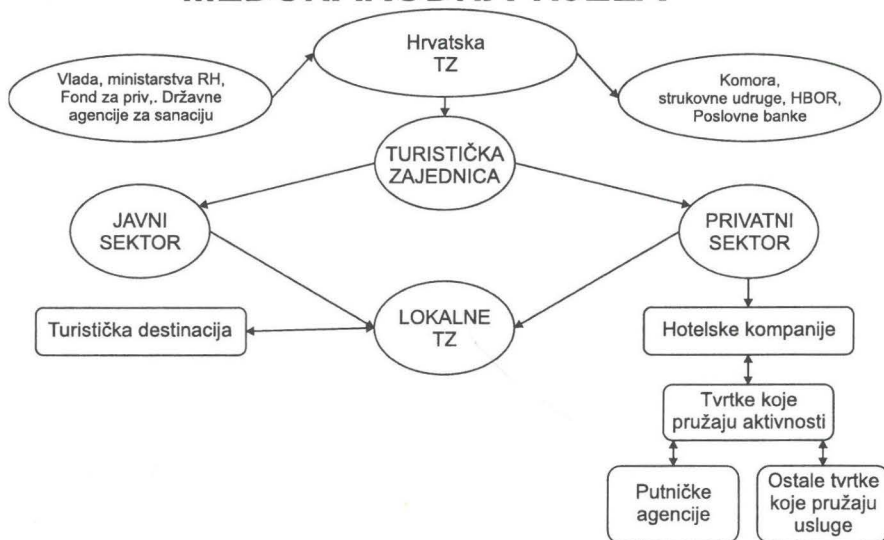 Hrvatska
TZ
Vlada, ministarstva RH,
Fond za priv,. Državne
agencije za sanaciju
Komora,
strukovne udruge, HBOR,
Poslovne banke
TURISTIČKA
ZAJEDNICA
JAVNI
SEKTOR
PRIVATNI
SEKTOR
LOKALNE
TZ
Turistička destinacija
Hotelske kompanije
Tvrtke koje
pružaju aktivnosti
Putničke
agencije
Ostale tvrtke
koje pružaju
usluge